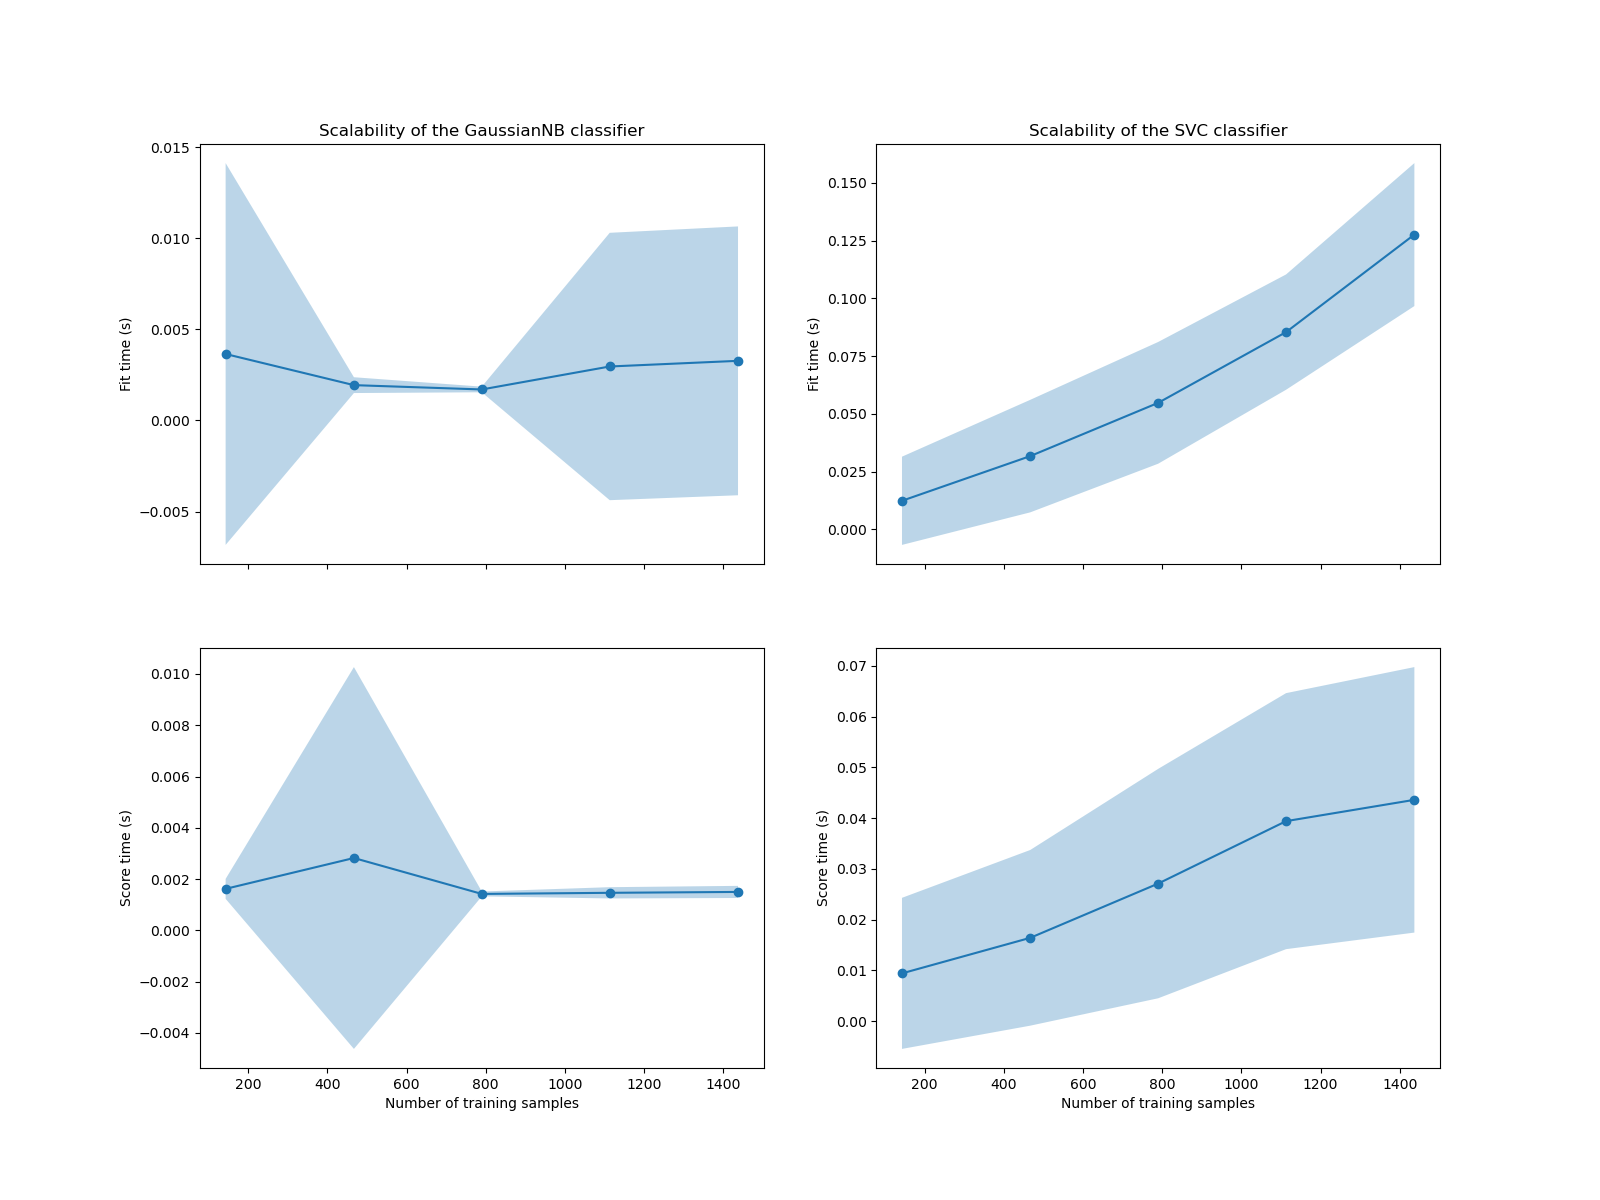 Scalability of the GaussianNB classifier
0.015
0.010
0.005
0.000
−0.005
Fit time (s)
Scalability of the SVC classifier
0.150
0.125
0.100
0.075
0.050
0.025
0.000
Fit time (s)
0.010
0.008
0.006
0.004
0.002
0.000
−0.002
−0.004
Score time (s)
200 400 600 800 1000 1200 1400
Number of training samples
0.07
0.06
0.05
0.04
0.03
0.02
0.01
0.00
Score time (s)
200 400 600 800 1000 1200 1400
Number of training samples